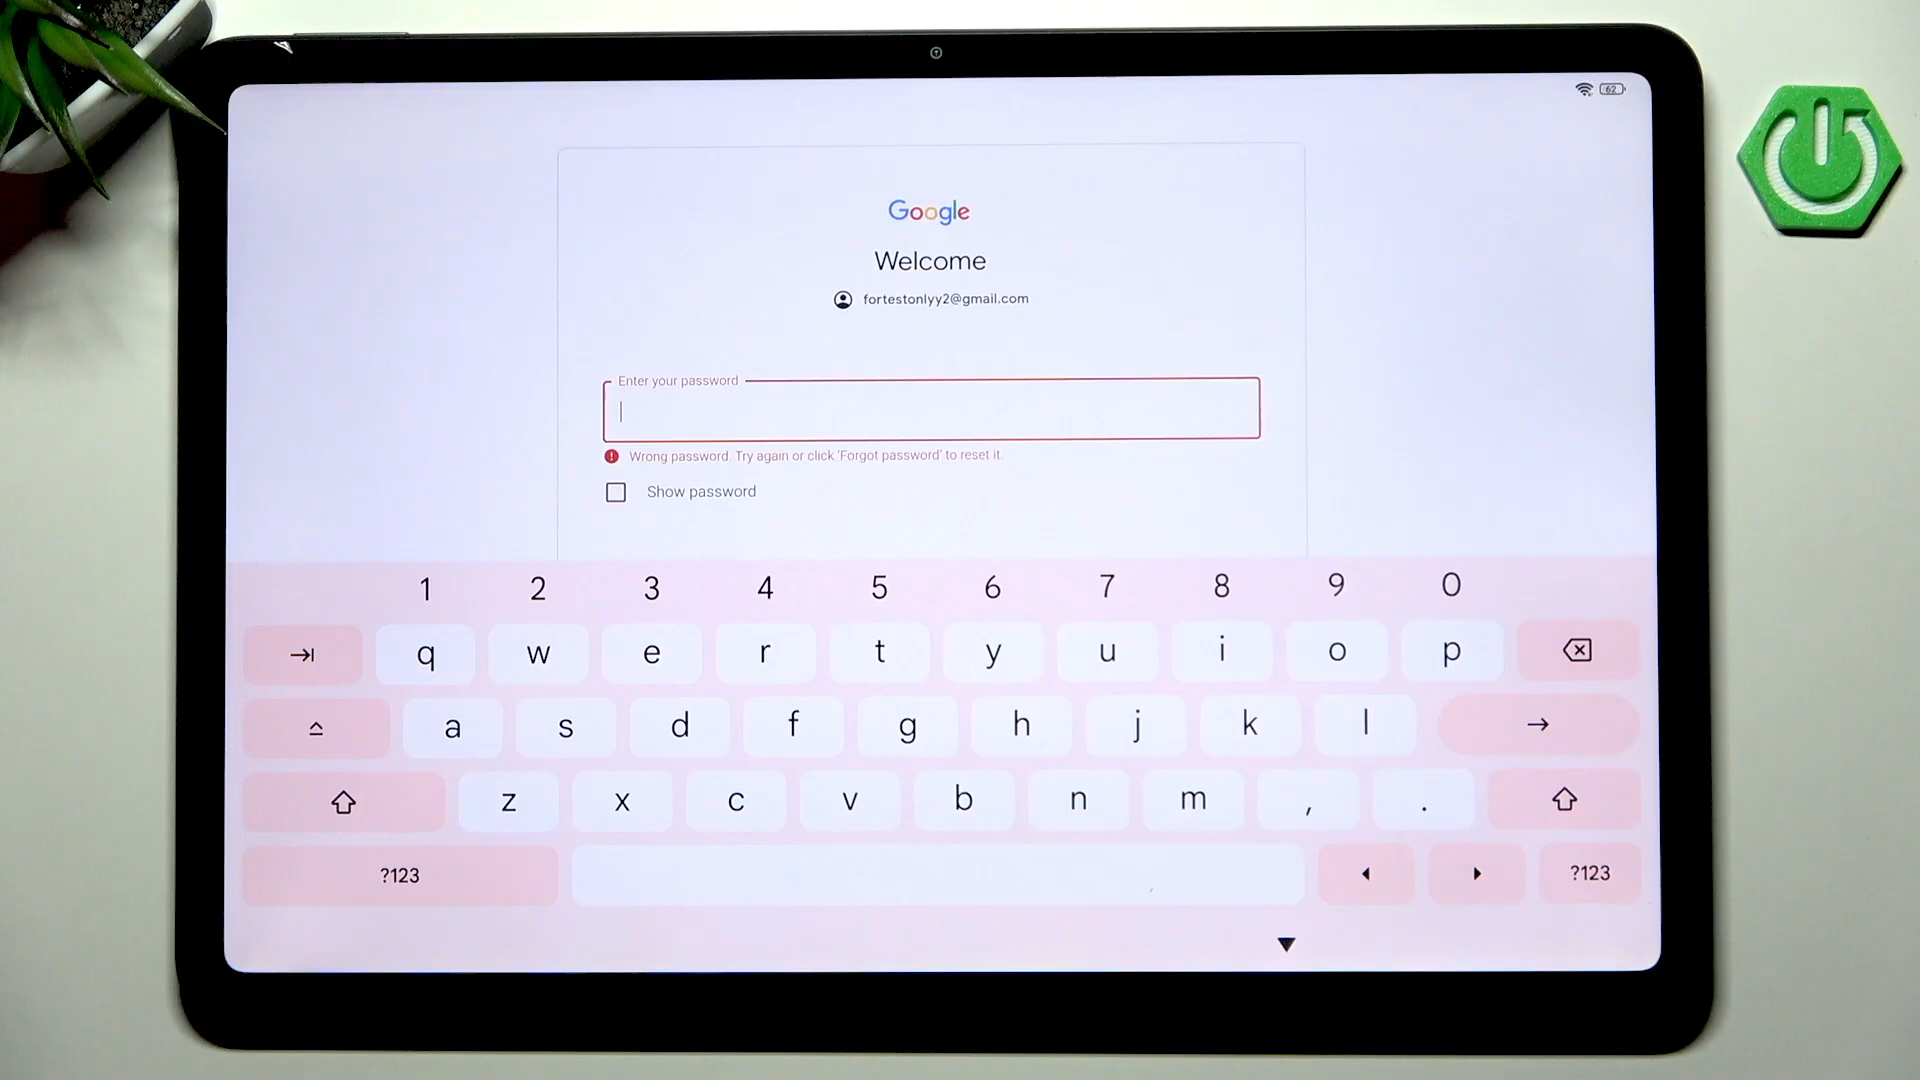 62
Google
Welcome
fortestonlyy2@gmail.com
Enter your password
Wrong password. Try again or click 'Forgot password' to reset it.
Show password
1 2 3 4 5 6 7 8 9 0
q w e r t y u i o p
a s d f g h j k l
z x c v b n m , .
?123 ?123